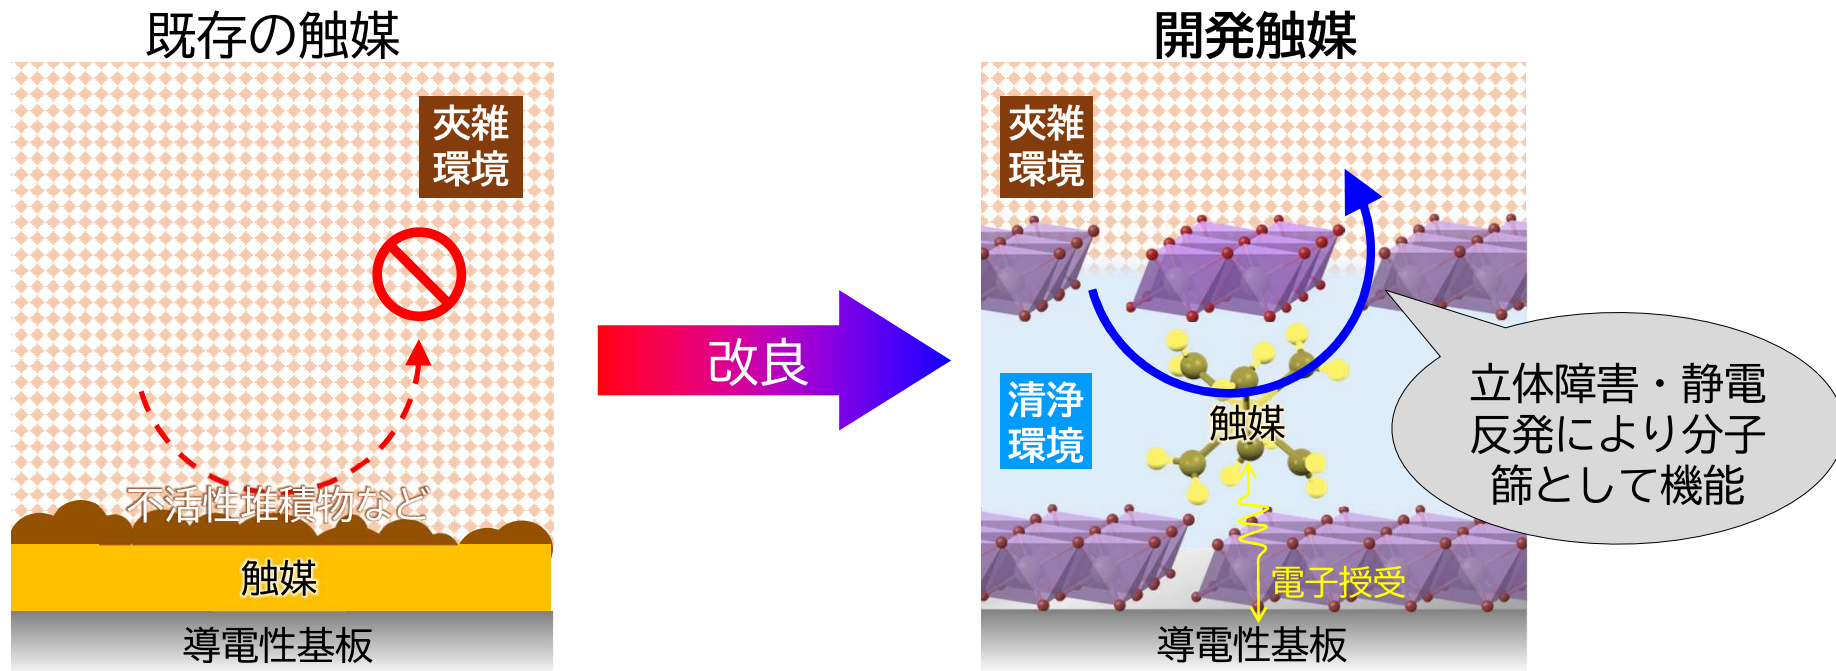 既存の触媒
夾雑
環境
不活性堆積物など
触媒
導電性基板
改良
開発触媒
夾雑
環境
清浄
環境
触媒
電子授受
導電性基板
立体障害・静電
反発により分子
篩として機能